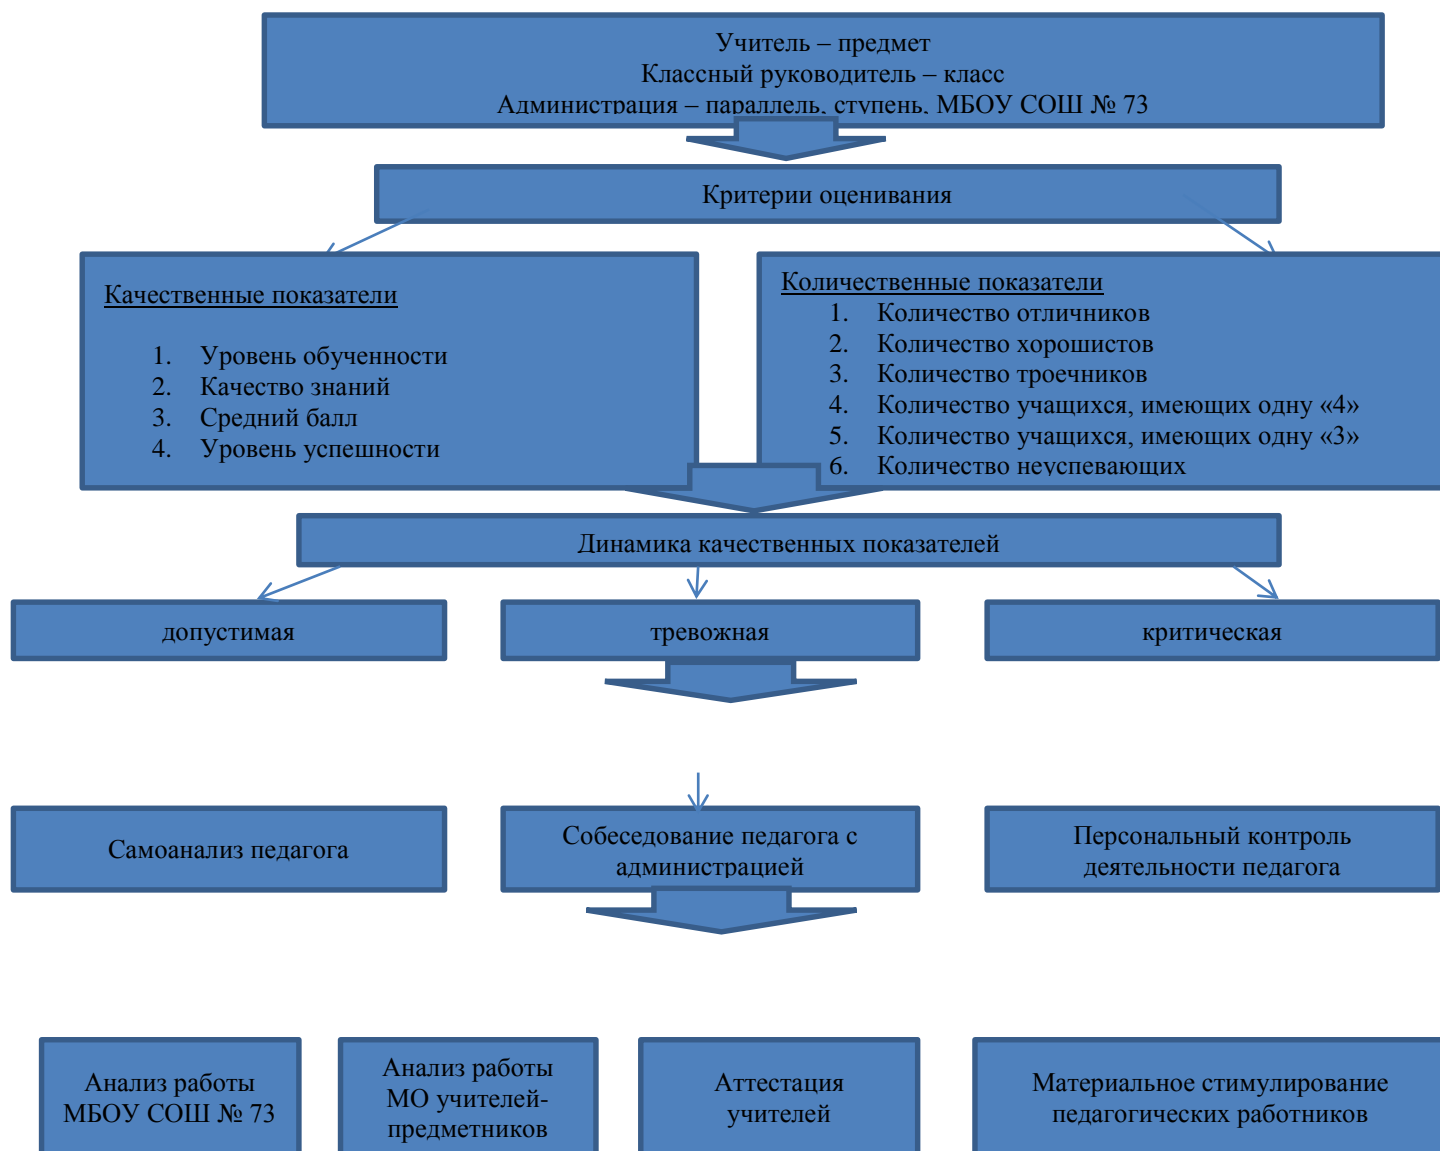 Учитель – предмет
Классный руководитель – класс
Администрация – параллель, ступень, МБОУ СОШ № 73
Критерии оценивания
Качественные показатели
1. Уровень обученности
2. Качество знаний
3. Средний балл
4. Уровень успешности
Количественные показатели
1. Количество отличников
2. Количество хорошистов
3. Количество троечников
4. Количество учащихся, имеющих одну «4»
5. Количество учащихся, имеющих одну «3»
6. Количество неуспевающих
Динамика качественных показателей
допустимая
тревожная
критическая
Самоанализ педагога
Собеседование педагога с
администрацией
Персональный контроль
деятельности педагога
Анализ работы
МБОУ СОШ № 73
Анализ работы
МО учителей-
предметников
Аттестация
учителей
Материальное стимулирование
педагогических работников